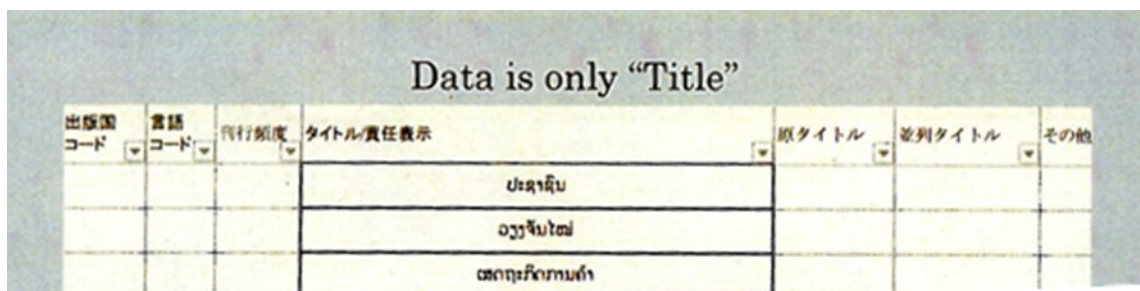 Data is only “Title”
出版国コード 言語コード 刊行頻度 タイトル/責任表示 原タイトル 並列タイトル その他
ປະຊາຊົນ
ວຽງຈັນໃໝ່
ເສດຖະກິດການຄ້າ